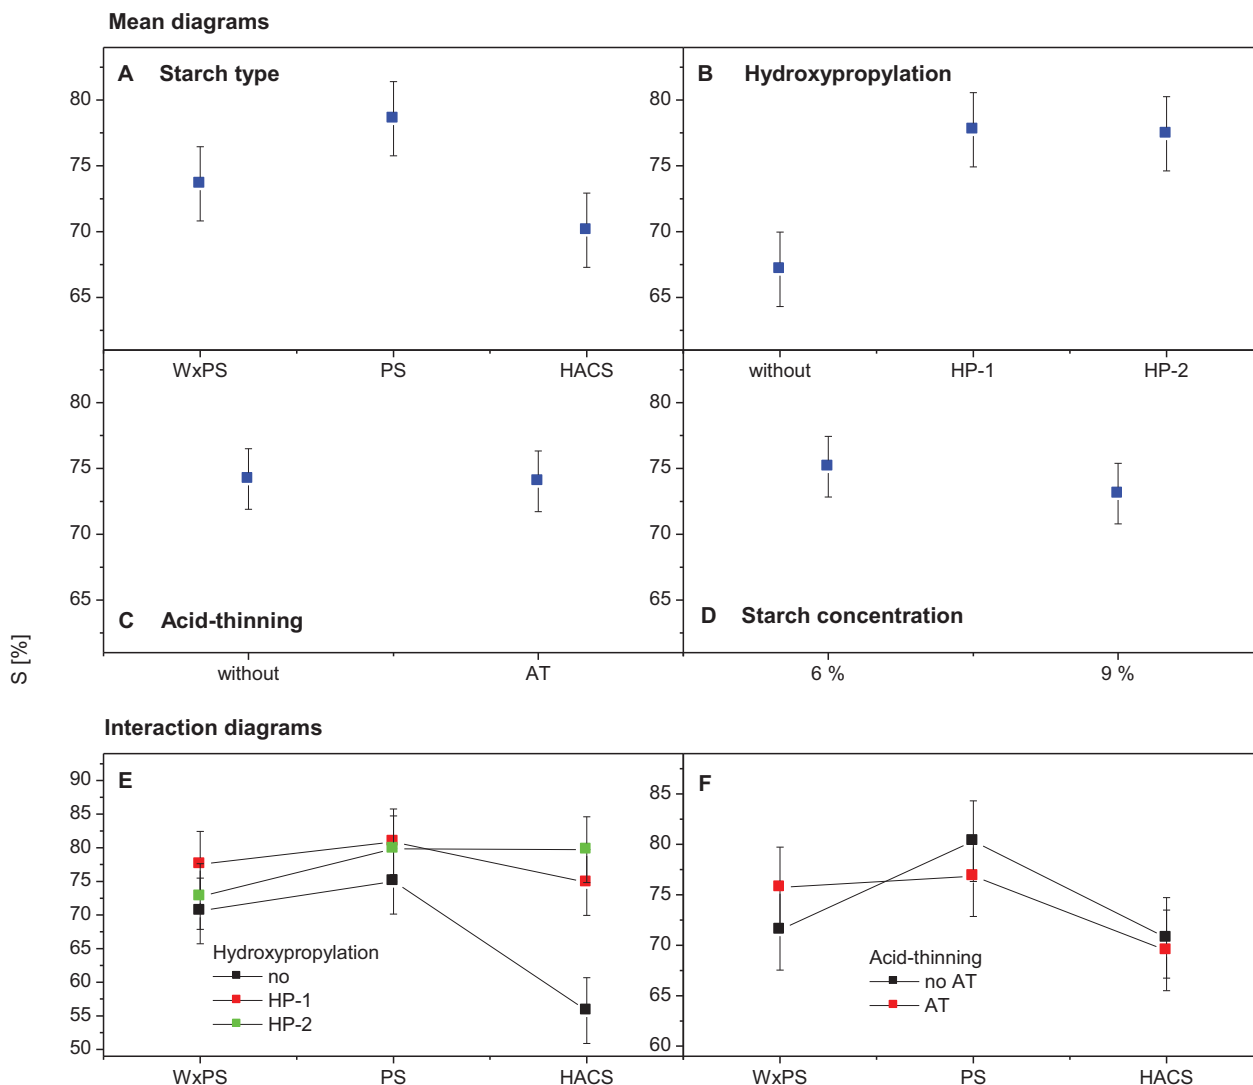 Mean diagrams
A Starch type
B Hydroxypropylation
80
75
70
65
80
75
70
65
WxPS PS HACS
without HP-1 HP-2
80
75
70
65
80
75
70
65
C Acid-thinning
D Starch concentration
without AT
6 % 9 %
S [%]
Interaction diagrams
E
F
90
85
80
75
70
65
60
55
50
85
80
75
70
65
60
Hydroxypropylation
no
HP-1
HP-2
Acid-thinning
no AT
AT
WxPS PS HACS
WxPS PS HACS